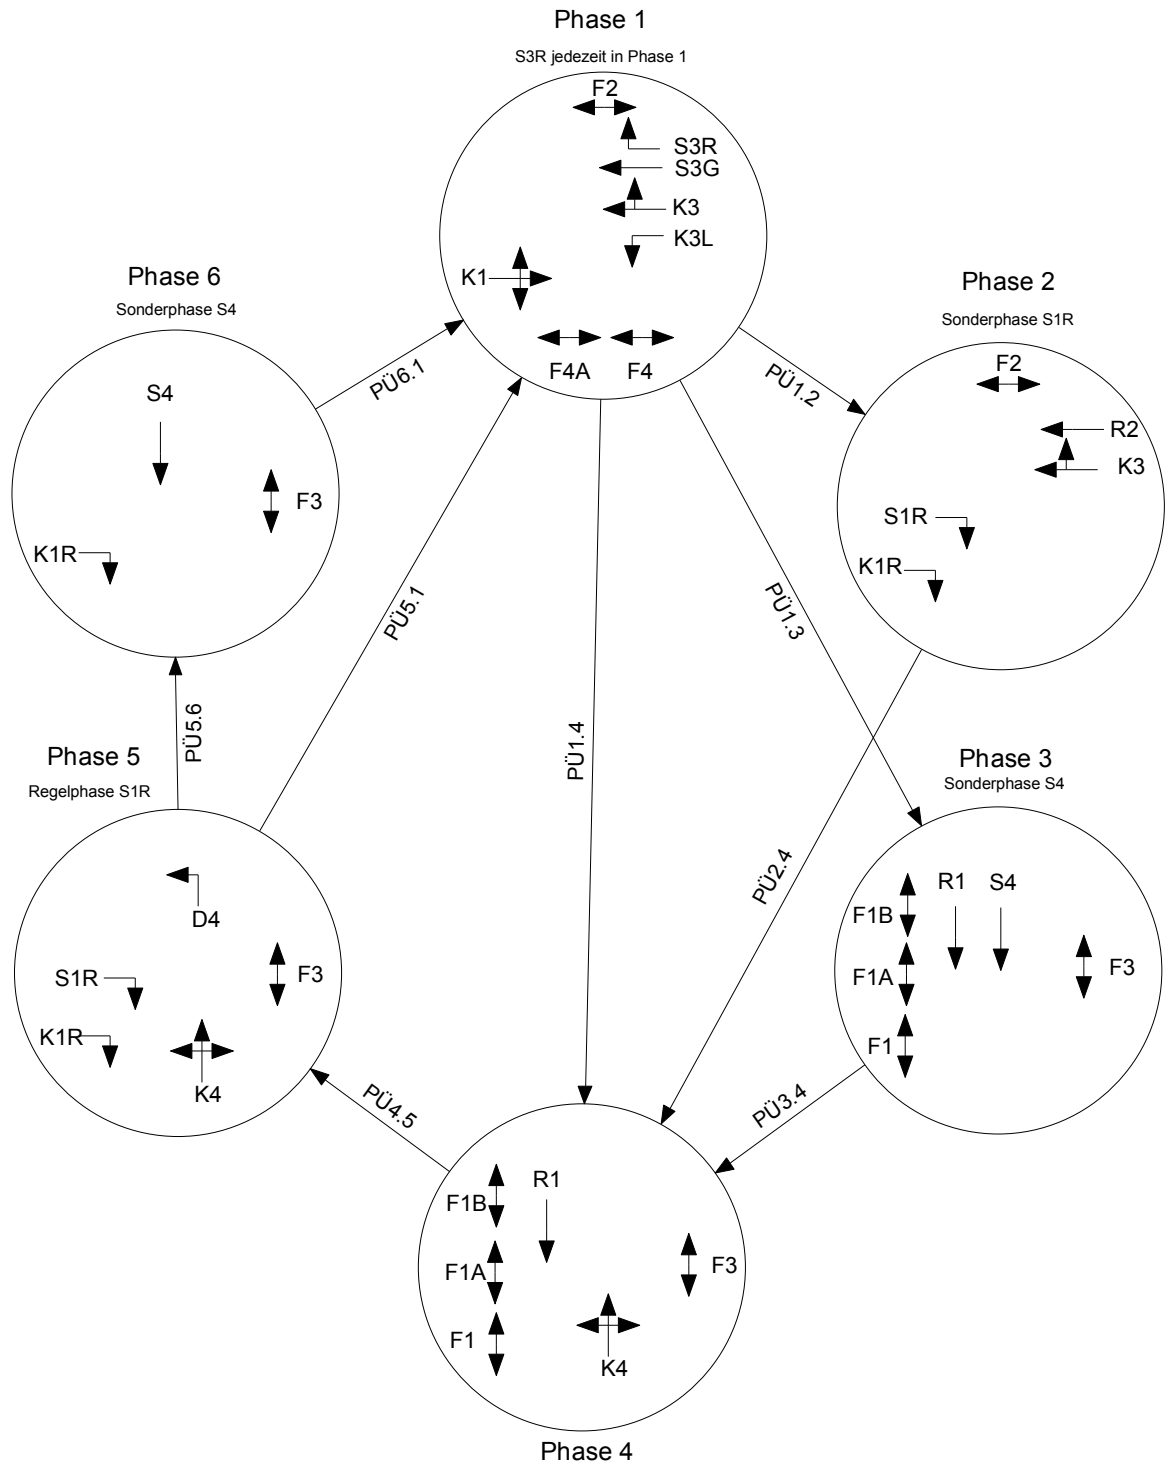 Phase 1
S3R jedezeit in Phase 1
F2
S3R
S3G
K3
K3L
K1
F4A
F4
Phase 6
Sonderphase S4
S4
F3
K1R
PÜ6.1
Phase 2
Sonderphase S1R
F2
R2
K3
S1R
K1R
PÜ1.2
PÜ5.1
PÜ1.3
PÜ5.6
PÜ1.4
PÜ2.4
Phase 5
Regelphase S1R
D4
S1R
F3
K1R
K4
Phase 3
Sonderphase S4
R1
S4
F1B
F1A
F3
F1
PÜ4.5
PÜ3.4
R1
F1B
F1A
F3
F1
K4
Phase 4